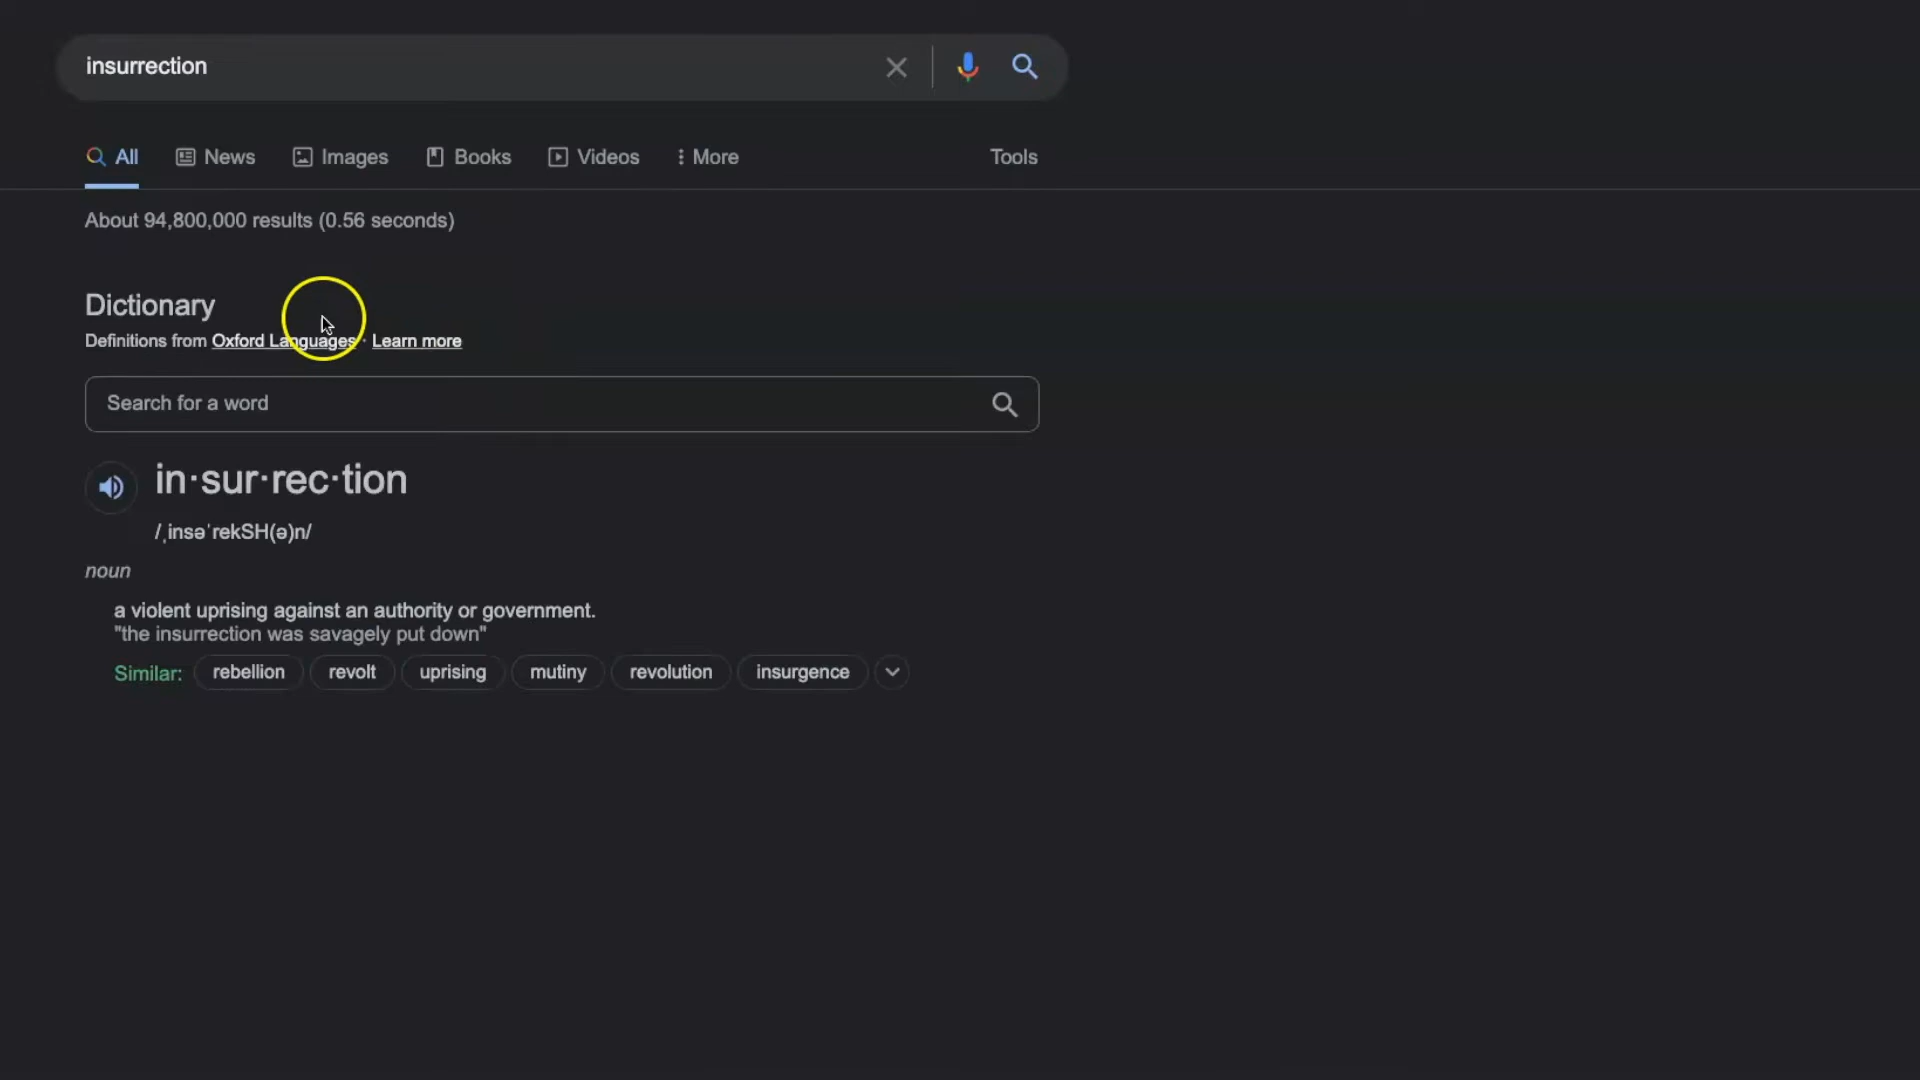 insurrection
All News Images Books Videos More Tools
About 94,800,000 results (0.56 seconds)
Dictionary
Definitions from Oxford Languages · Learn more
Search for a word
in·sur·rec·tion
/ˌinsəˈrekSH(ə)n/
noun
a violent uprising against an authority or government.
"the insurrection was savagely put down"
Similar: rebellion revolt uprising mutiny revolution insurgence